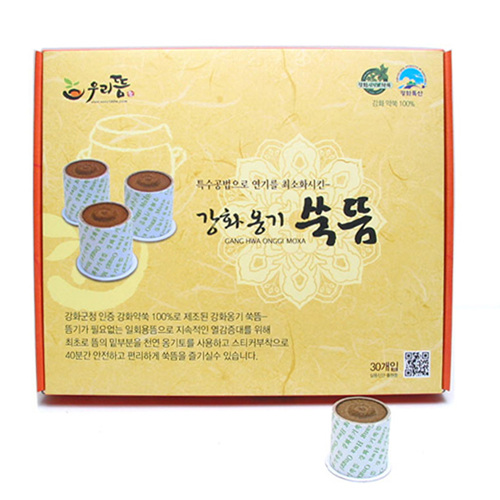 우리뜸
강화 약쑥 100%
특수공법으로 연기를 최소화시킨~
강화옹기 쑥뜸
GANG HWA ONGGI MOXA
강화군청 인증 강화약쑥 100%로 제조된 강화옹기 쑥뜸~
뜸기가 필요없는 일회용뜸으로 지속적인 열감증대를 위해
최초로 뜸의 밑부분을 천연 옹기토를 사용하고 스티커부착으로
40분간 안전하고 편리하게 쑥뜸을 즐기실수 있습니다.
30개입